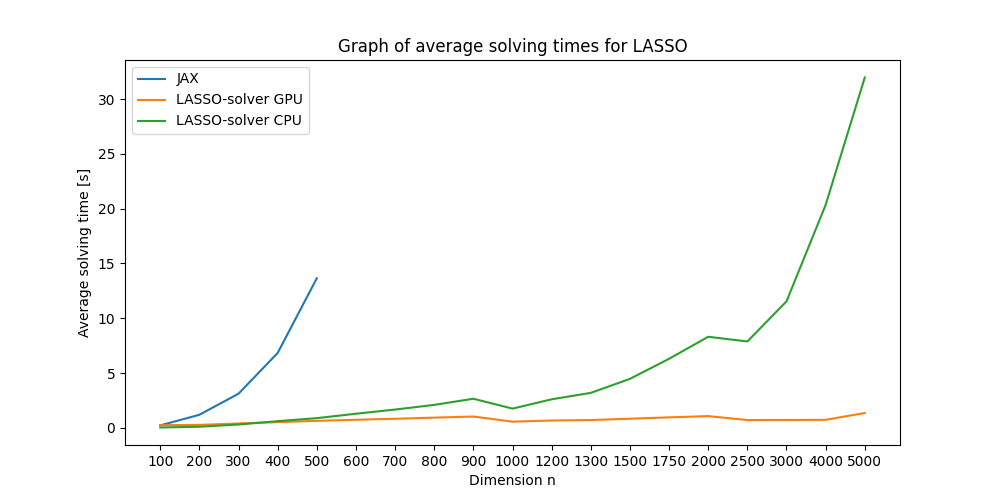 Graph of average solving times for LASSO
JAX
LASSO-solver GPU
LASSO-solver CPU
Average solving time [s]
30
25
20
15
10
5
0
100 200 300 400 500 600 700 800 900 1000 1200 1300 1500 1750 2000 2500 3000 4000 5000
Dimension n